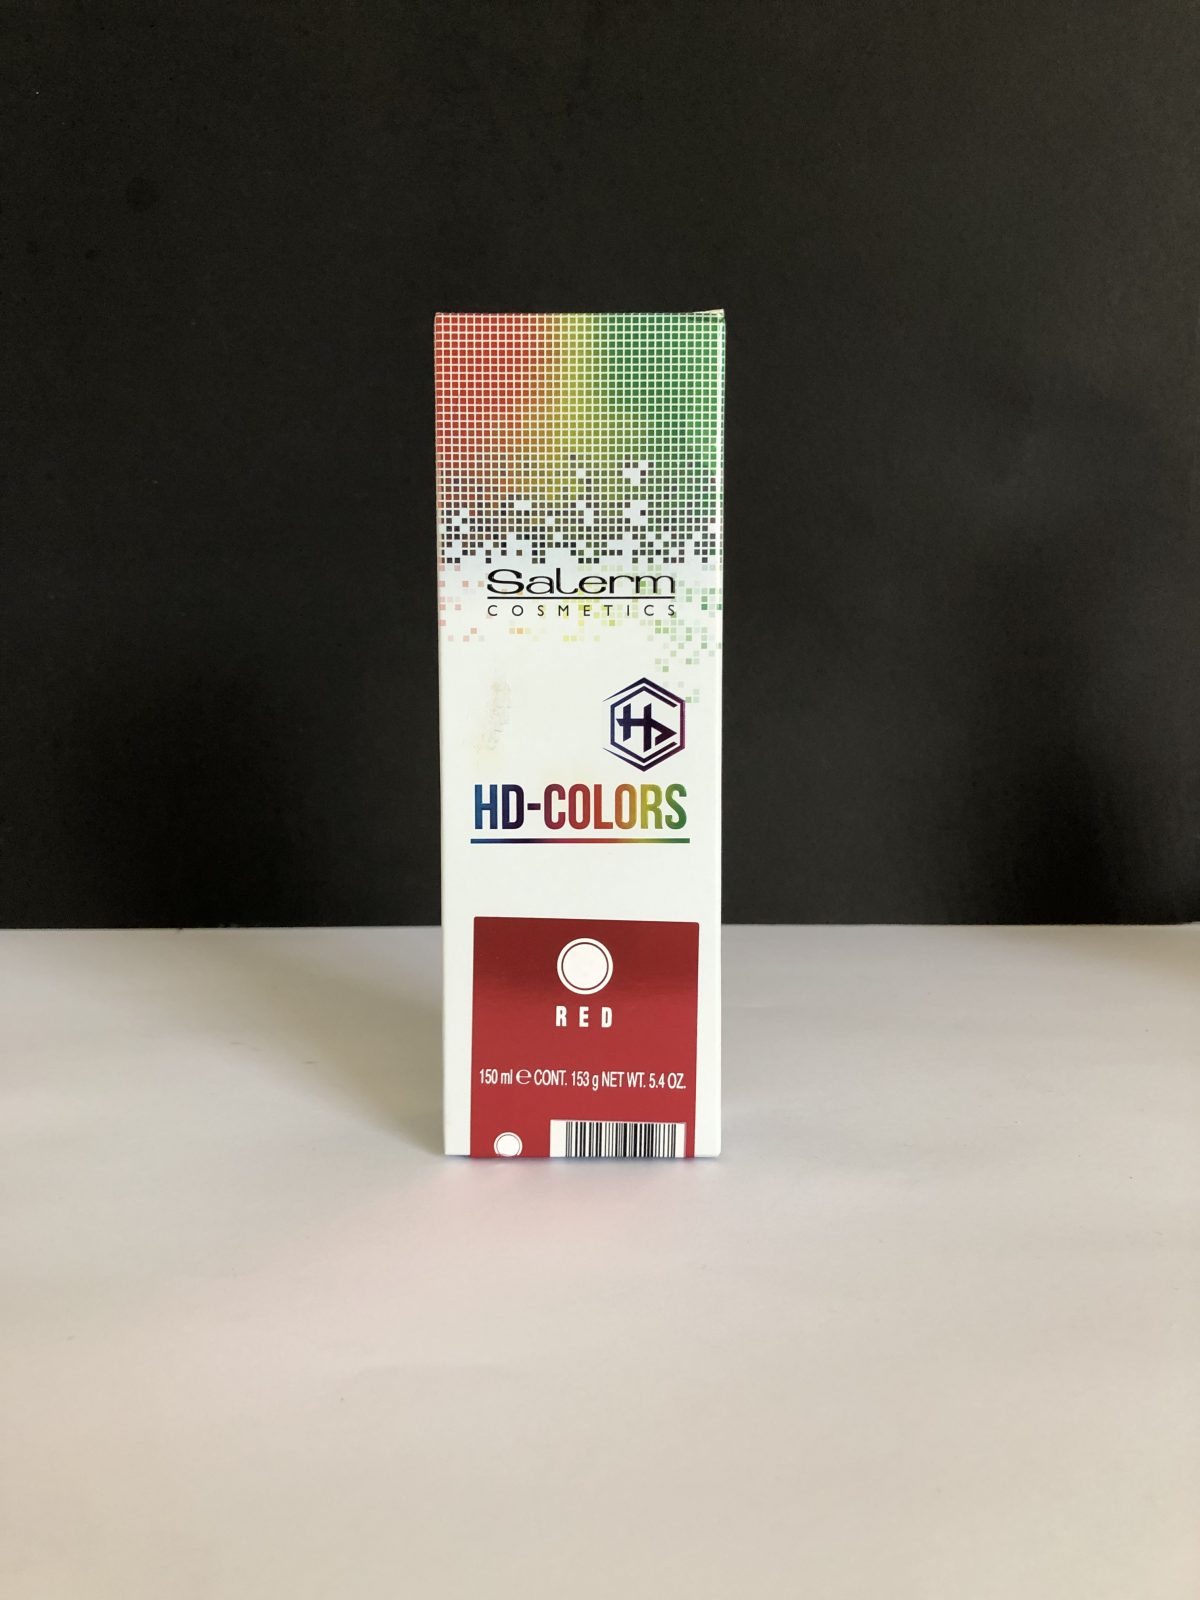 Salerm
COSMETICS
HD-COLORS
RED
150 ml ℮ CONT. 153 g NET WT. 5.4 OZ.